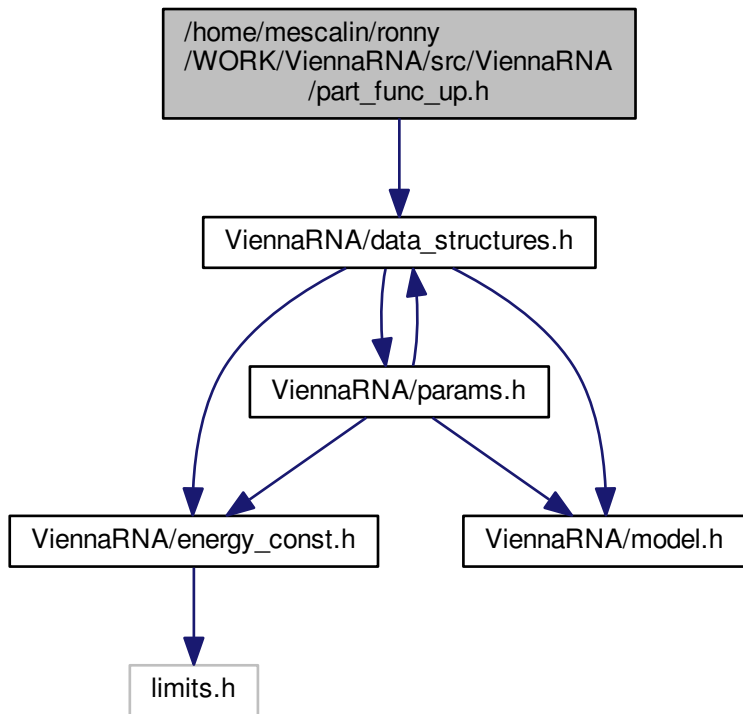 /home/mescalin/ronny
/WORK/ViennaRNA/src/ViennaRNA
/part_func_up.h
ViennaRNA/data_structures.h
ViennaRNA/params.h
ViennaRNA/energy_const.h
ViennaRNA/model.h
limits.h